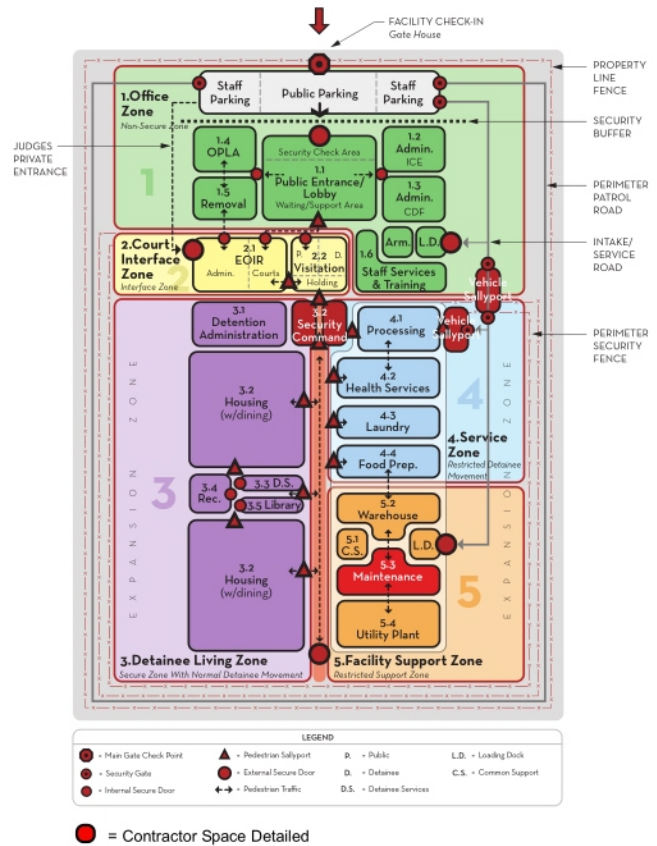 FACILITY CHECK-IN
Gate House
PROPERTY
LINE
FENCE
SECURITY
BUFFER
PERIMETER
PATROL
ROAD
INTAKE/
SERVICE
ROAD
PERIMETER
SECURITY
FENCE
JUDGES
PRIVATE
ENTRANCE
1.Office
Zone
Non-Secure Zone
1
Staff
Parking
Public Parking
Staff
Parking
1.4
OPLA
1.5
Removal
Security Check Area
1.1
Public Entrance/
Lobby
Waiting/Support Area
1.2
Admin.
ICE
1.3
Admin.
CDF
1.6
Arm.
L.D.
Staff Services
& Training
Vehicle
Sallyport
2.Court
Interface
Zone
Interface Zone
2
2.1
EOIR
Admin.
Courts
P.
D.
2.2
Visitation
Holding
3.1
Detention
Administration
3.2
Security
Command
4.1
Processing
Vehicle
Sallyport
4.2
Health Services
4.3
Laundry
4.4
Food Prep.
4
4.Service
Zone
Restricted Detainee
Movement
EXPANSION ZONE
3
3.2
Housing
(w/dining)
3.4
Rec.
3.3 D.S.
3.5 Library
3.2
Housing
(w/dining)
5.2
Warehouse
5.1
C.S.
L.D.
5.3
Maintenance
5.4
Utility Plant
5
EXPANSION ZONE
3.Detainee Living Zone
Secure Zone With Normal Detainee Movement
5.Facility Support Zone
Restricted Support Zone
LEGEND
= Main Gate Check Point
= Security Gate
= Internal Secure Door
= Pedestrian Sallyport
= External Secure Door
= Pedestrian Traffic
P. = Public
D. = Detainee
D.S. = Detainee Services
L.D. = Loading Dock
C.S. = Common Support
= Contractor Space Detailed